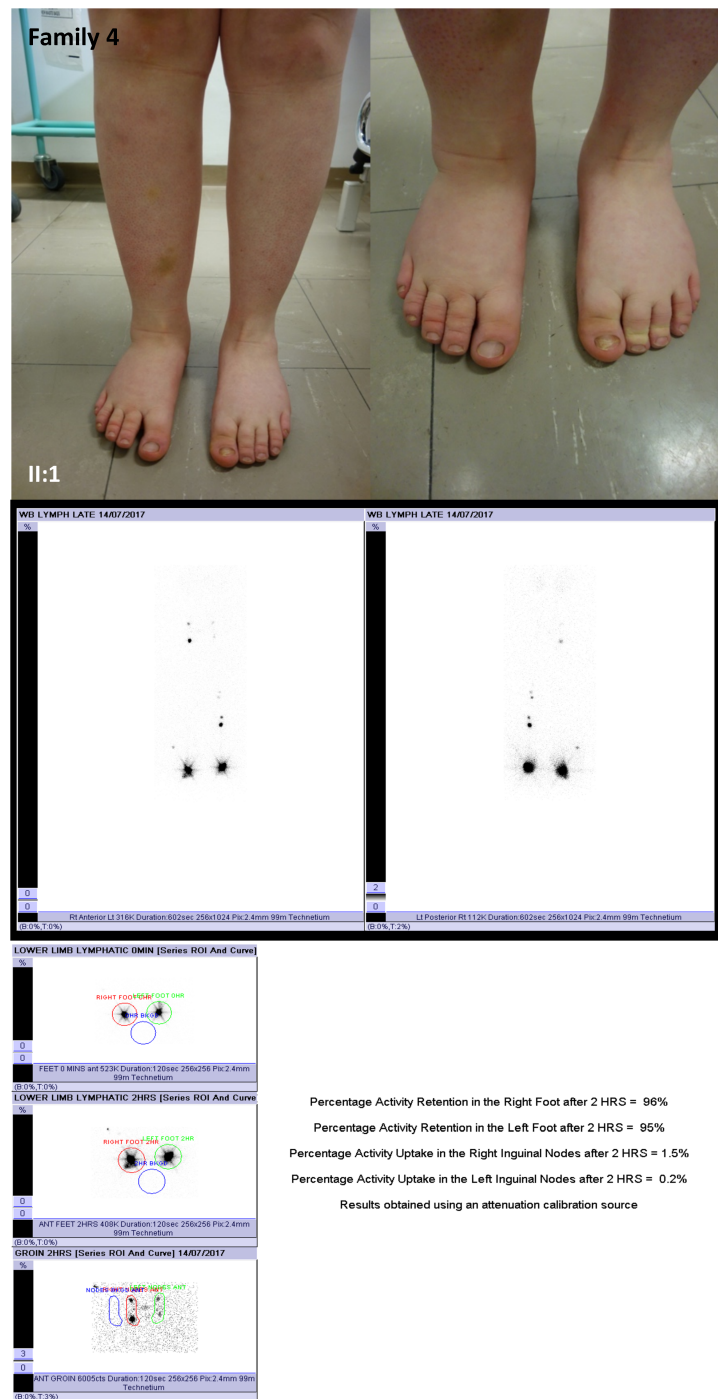 Family 4
II:1
WB LYMPH LATE 14/07/2017
%
0
0
Rt Anterior Lt 316K Duration:602sec 256x1024 Pix:2.4mm 99m Technetium
(B:0%,T:0%)
WB LYMPH LATE 14/07/2017
%
2
0
Lt Posterior Rt 112K Duration:602sec 256x1024 Pix:2.4mm 99m Technetium
(B:0%,T:2%)
LOWER LIMB LYMPHATIC 0MIN [Series ROI And Curve]
%
RIGHT FOOT 0HR
LEFT FOOT 0HR
0HR BKGD
0
0
FEET 0 MINS ant 523K Duration:120sec 256x256 Pix:2.4mm
99m Technetium
(B:0%,T:0%)
LOWER LIMB LYMPHATIC 2HRS [Series ROI And Curve
%
RIGHT FOOT 2HR
LEFT FOOT 2HR
2HR BKGD
0
0
ANT FEET 2HRS 408K Duration:120sec 256x256 Pix:2.4mm
99m Technetium
(B:0%,T:0%)
GROIN 2HRS [Series ROI And Curve] 14/07/2017
%
3
0
ANT GROIN 6005cts Duration:120sec 256x256 Pix:2.4mm 99m
Technetium
(B:0%,T:3%)
Percentage Activity Retention in the Right Foot after 2 HRS = 96%
Percentage Activity Retention in the Left Foot after 2 HRS = 95%
Percentage Activity Uptake in the Right Inguinal Nodes after 2 HRS = 1.5%
Percentage Activity Uptake in the Left Inguinal Nodes after 2 HRS = 0.2%
Results obtained using an attenuation calibration source